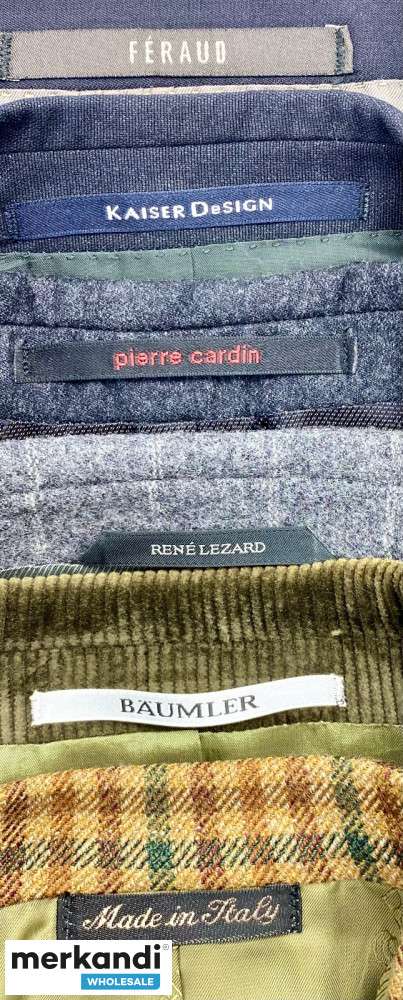 FÉRAUD
KAISER DESIGN
pierre cardin
RENÉ LEZARD
BÄUMLER
Made in Italy
merkandi
WHOLESALE